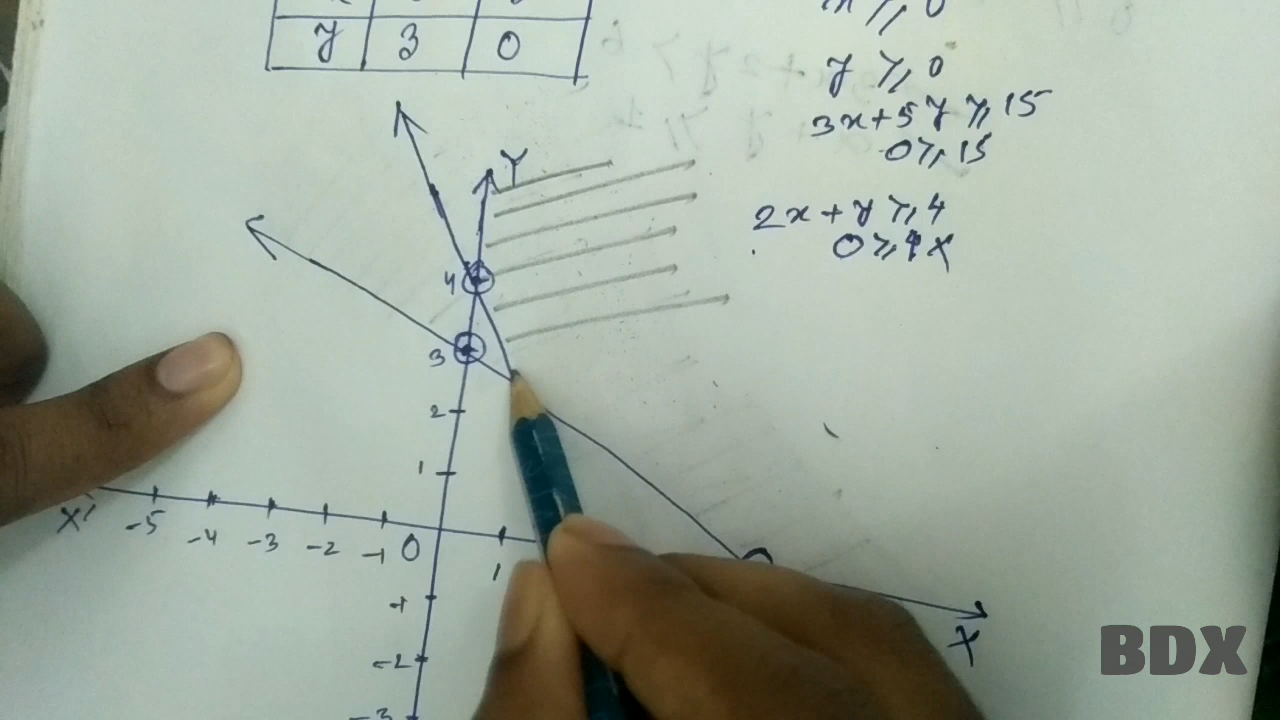 y 3 0
x ⩾ 0
y ⩾ 0
3x+5y ⩾ 15
0 ⩾ 15
2x+y ⩾ 4
0 ⩾ 4 x
Y
4
3
2
1
X' -5 -4 -3 -2 -1 O 1
X
-1
-2
-3
BDX